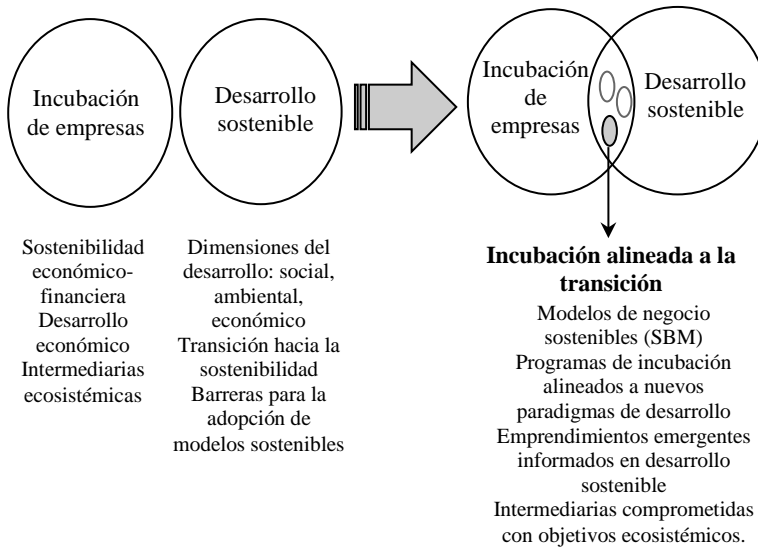 Incubación
de empresas
Desarrollo
sostenible
Incubación
de
empresas
Desarrollo
sostenible
Sostenibilidad
económico-
financiera
Desarrollo
económico
Intermediarias
ecosistémicas
Dimensiones del
desarrollo: social,
ambiental,
económico
Transición hacia la
sostenibilidad
Barreras para la
adopción de
modelos sostenibles
Incubación alineada a la
transición
Modelos de negocio
sostenibles (SBM)
Programas de incubación
alineados a nuevos
paradigmas de desarrollo
Emprendimientos emergentes
informados en desarrollo
sostenible
Intermediarias comprometidas
con objetivos ecosistémicos.